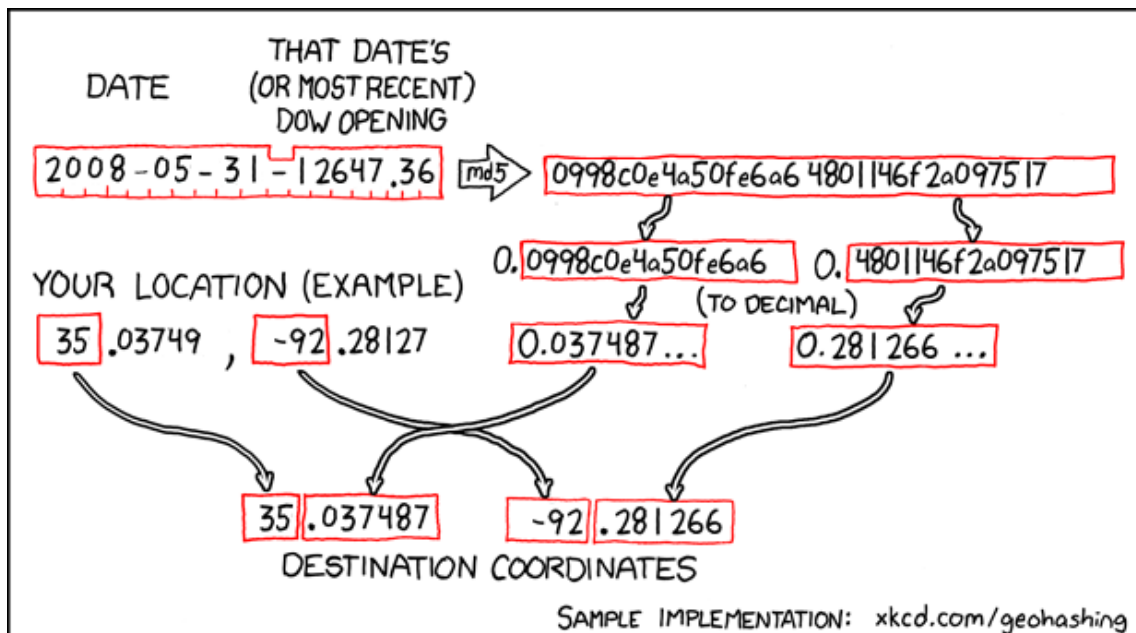 DATE
THAT DATE'S
(OR MOST RECENT)
DOW OPENING
2008-05-31-12647.36
md5
0998c0e4a50fe6a64801146f2a097517
0.0998c0e4a50fe6a6
0.4801146f2a097517
YOUR LOCATION (EXAMPLE)
(TO DECIMAL)
35.03749, -92.28127
0.037487...
0.281266...
35.037487
-92.281266
DESTINATION COORDINATES
SAMPLE IMPLEMENTATION: xkcd.com/geohashing